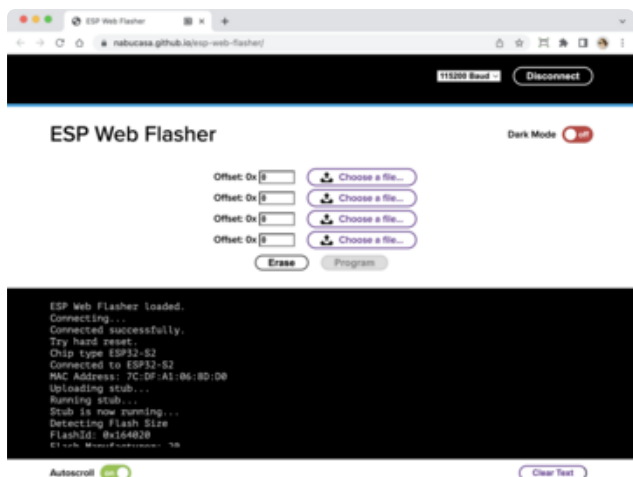 ESP Web Flasher
nabucasa.github.io/esp-web-flasher/
115200 Baud Disconnect
ESP Web Flasher
Dark Mode off
Offset: 0x 0 Choose a file...
Offset: 0x 0 Choose a file...
Offset: 0x 0 Choose a file...
Offset: 0x 0 Choose a file...
Erase Program
ESP Web Flasher loaded.
Connecting...
Connected successfully.
Try hard reset.
Chip type ESP32-S2
Connected to ESP32-S2
MAC Address: 7C:DF:A1:06:8D:D0
Uploading stub...
Running stub...
Stub is now running...
Detecting Flash Size
FlashId: 0x164020
Flash Manufacturer: 20
Autoscroll on Clear Text